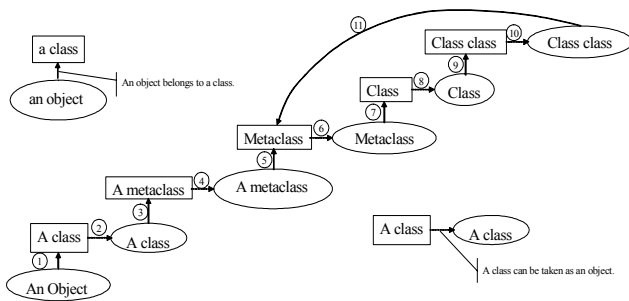 11
a class
An object belongs to a class.
an object
Class class
10
Class class
9
Class
8
Class
7
Metaclass
6
Metaclass
5
A metaclass
4
A metaclass
3
A class
2
A class
1
An Object
A class
A class
A class can be taken as an object.